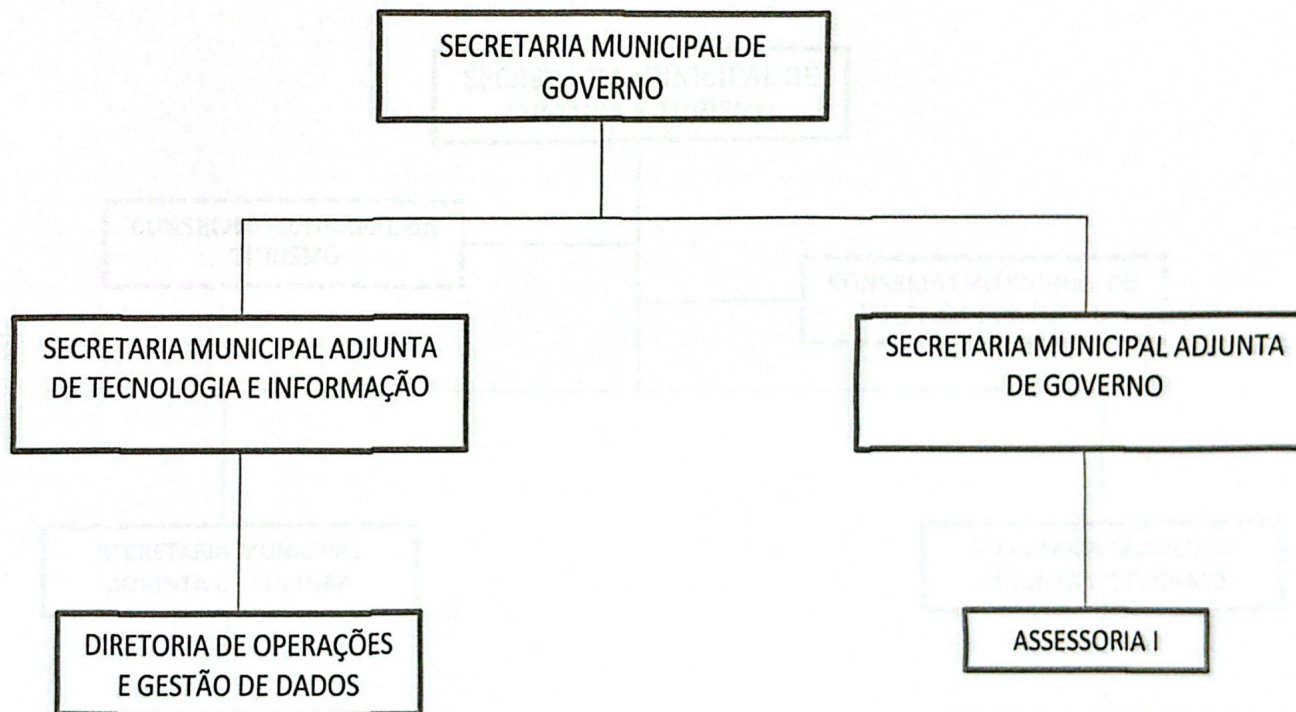 SECRETARIA MUNICIPAL DE
GOVERNO
SECRETARIA MUNICIPAL ADJUNTA
DE TECNOLOGIA E INFORMAÇÃO
SECRETARIA MUNICIPAL ADJUNTA
DE GOVERNO
DIRETORIA DE OPERAÇÕES
E GESTÃO DE DADOS
ASSESSORIA I